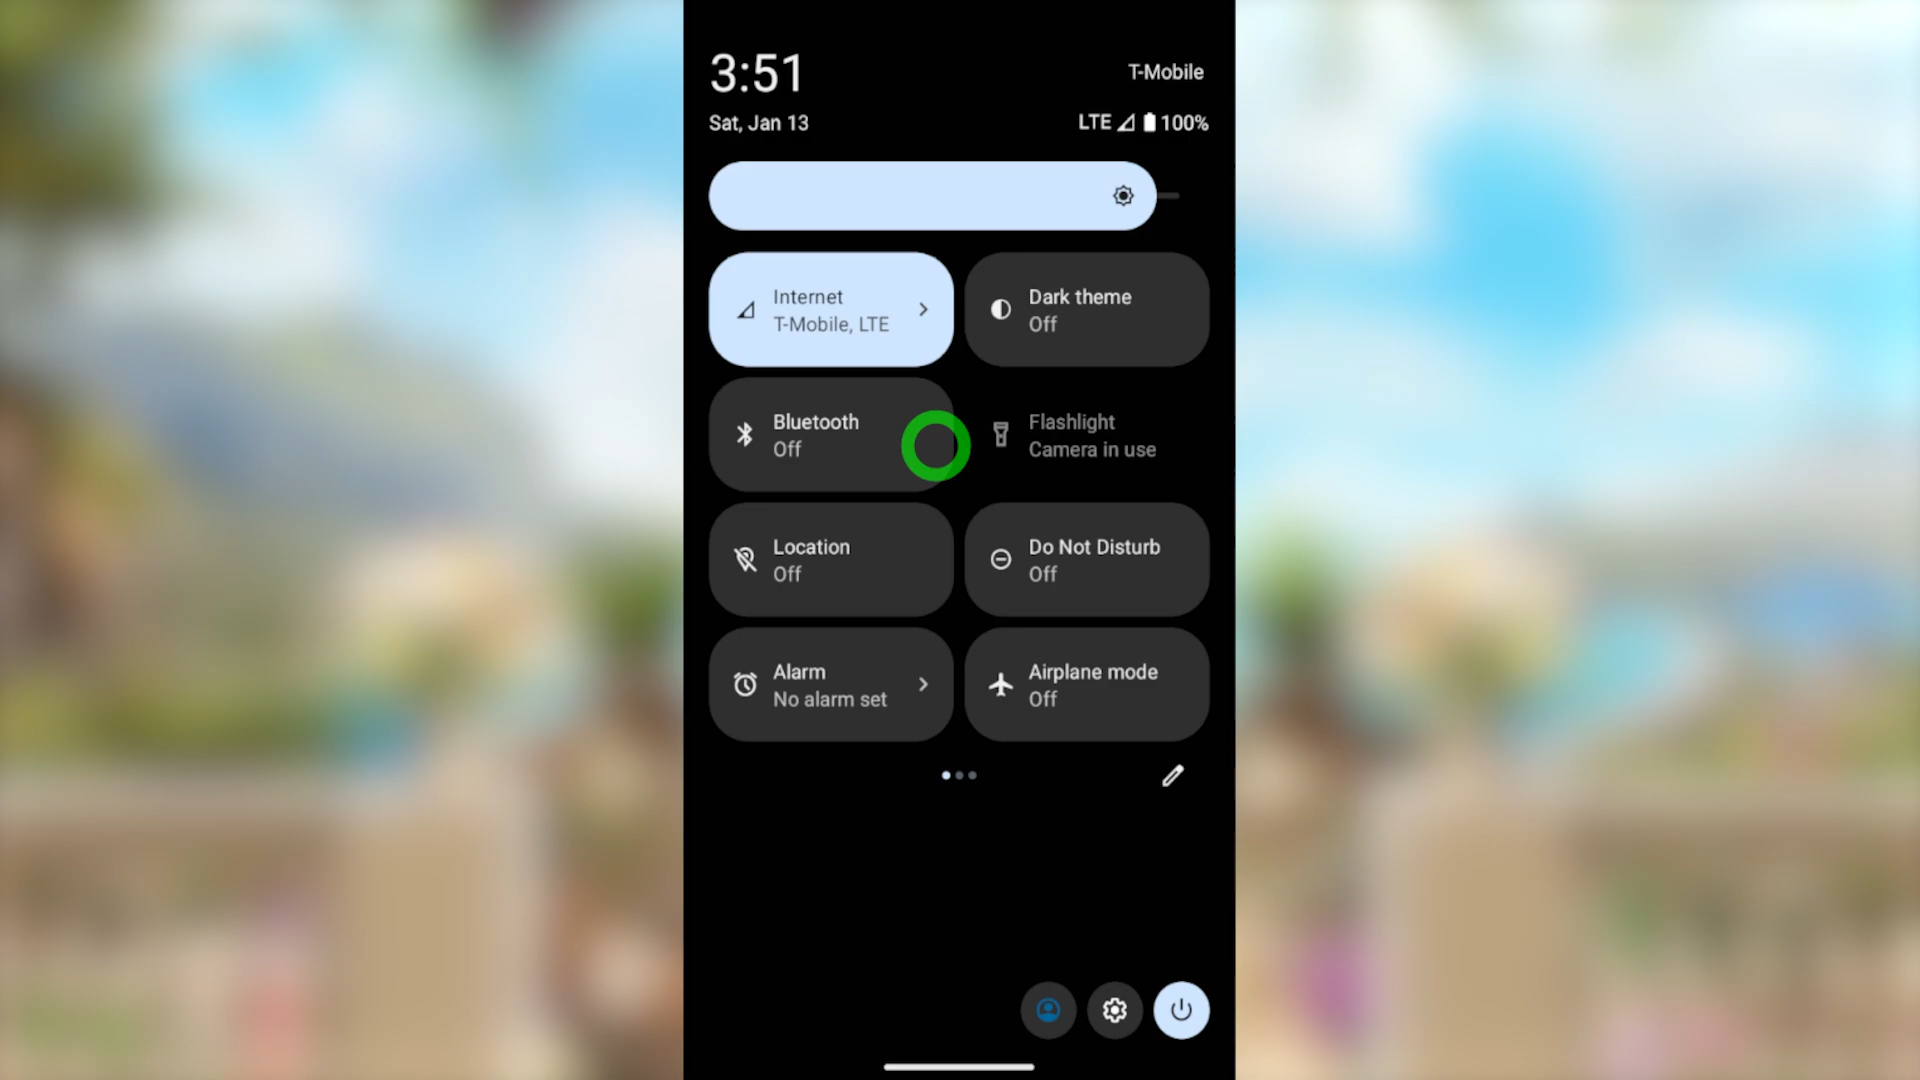 3:51
T-Mobile
Sat, Jan 13
LTE 100%
Internet
T-Mobile, LTE
Dark theme
Off
Bluetooth
Off
Flashlight
Camera in use
Location
Off
Do Not Disturb
Off
Alarm
No alarm set
Airplane mode
Off